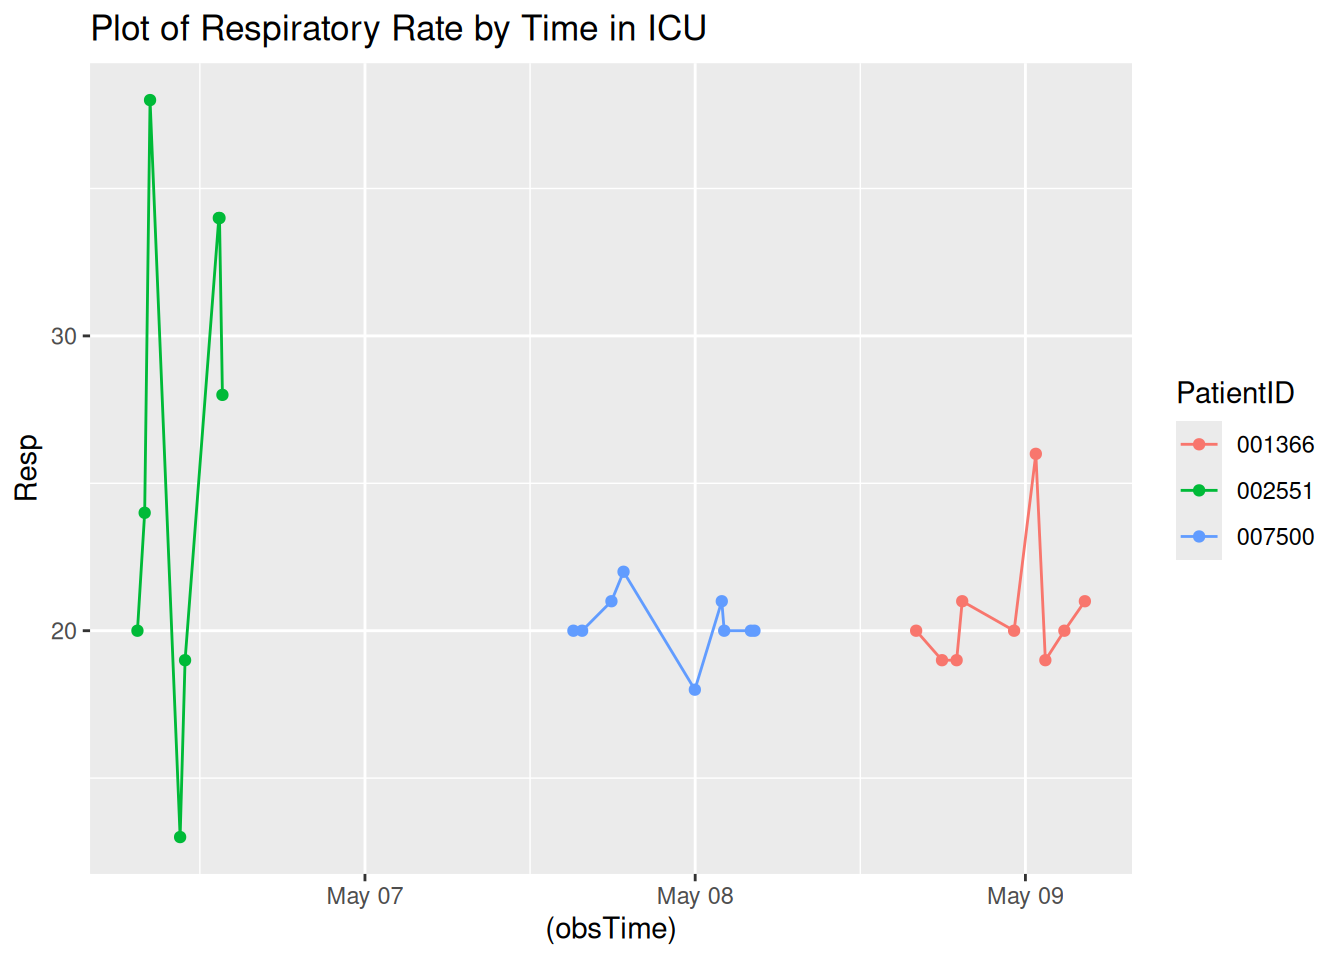 Plot of Respiratory Rate by Time in ICU
Resp
30
20
May 07
May 08
May 09
(obsTime)
PatientID
001366
002551
007500